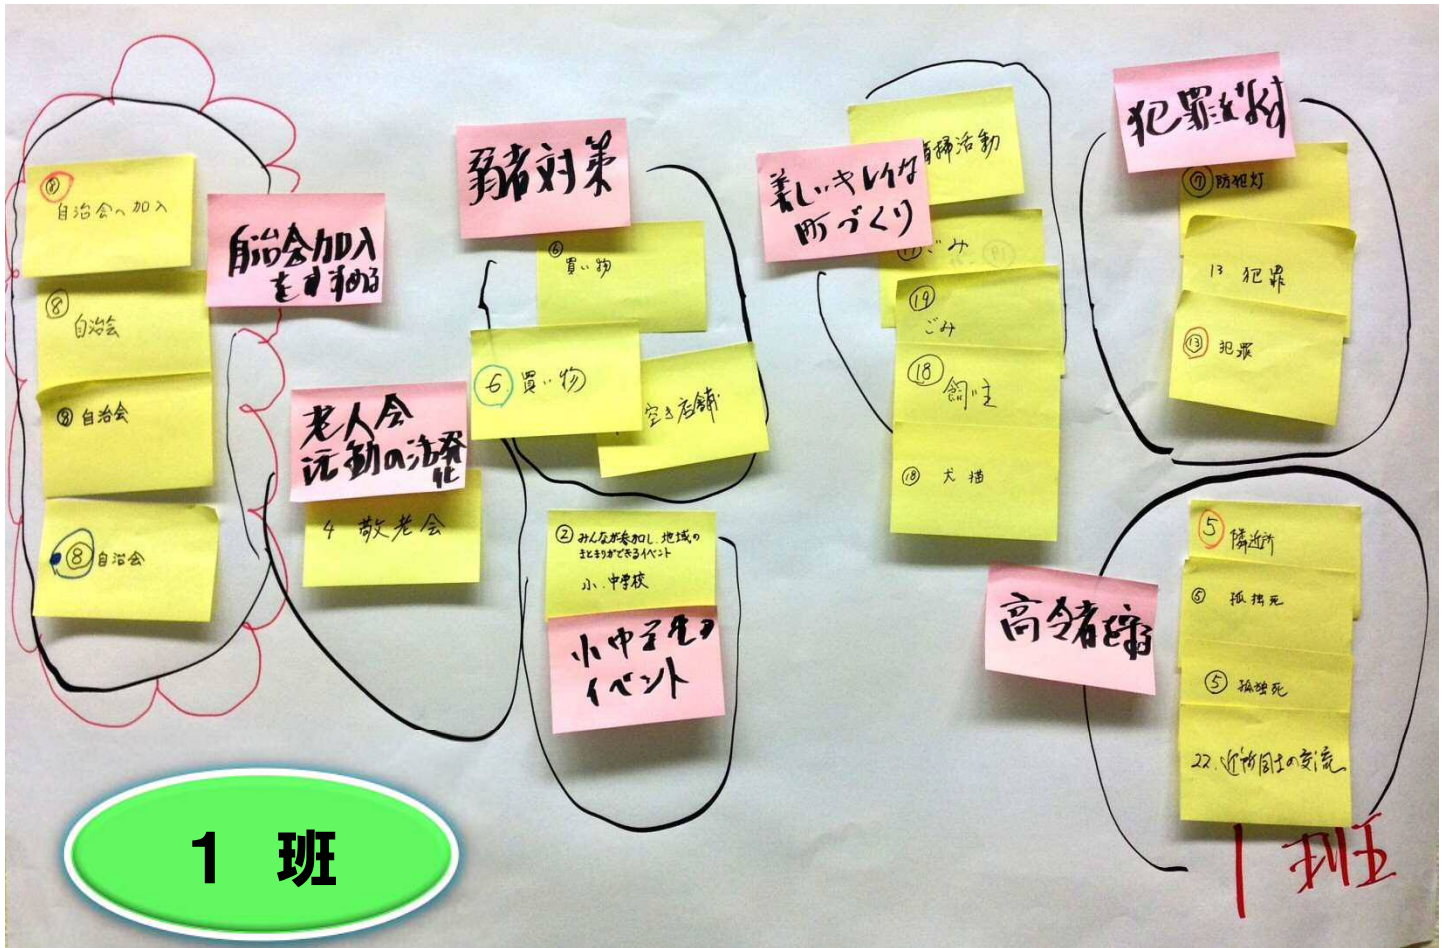 ⑧
自治会へ加入
⑧
自治会
⑧ 自治会
⑧ 自治会
自治会加入
をすすめる
老人会
活動の活発
化
4 敬老会
弱者対策
⑥
買い物
⑥ 買い物
空き店舗
② みんなが参加し、地域の
まとまりができるイベント
小、中学校
小中学生の
イベント
美しいキレイな
町づくり
清掃活動
ごみ
⑲
ごみ
⑱
飼い主
⑱ 犬猫
犯罪を
⑦ 防犯灯
13 犯罪
⑬ 犯罪
高令者を守る
⑤ 隣近所
⑤ 孤独死
⑤ 孤独死
22. 近所同士の交流
1 班
1 班